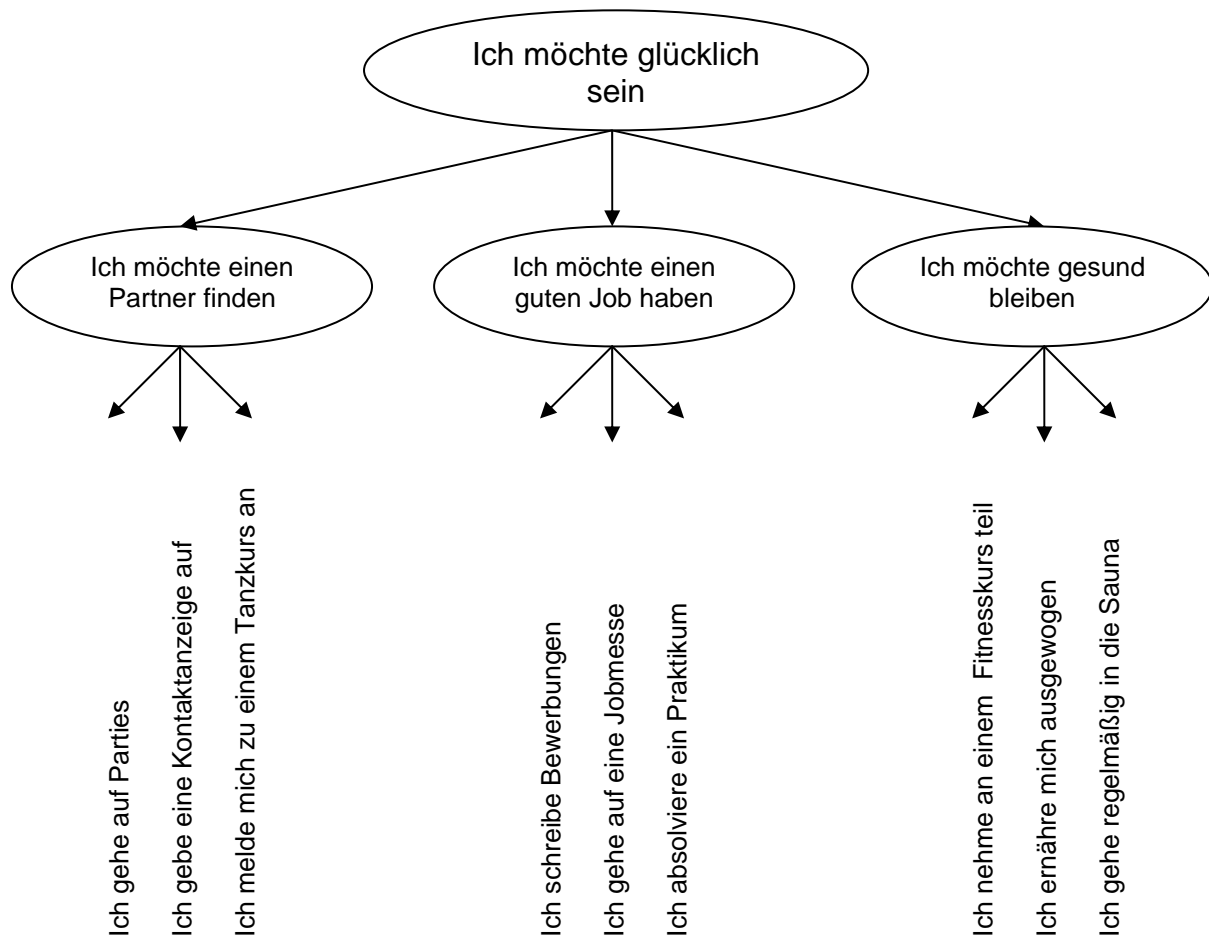 Ich möchte glücklich
sein
Ich möchte einen
Partner finden
Ich möchte einen
guten Job haben
Ich möchte gesund
bleiben
Ich gehe auf Parties
Ich gebe eine Kontaktanzeige auf
Ich melde mich zu einem Tanzkurs an
Ich schreibe Bewerbungen
Ich gehe auf eine Jobmesse
Ich absolviere ein Praktikum
Ich nehme an einem  Fitnesskurs teil
Ich ernähre mich ausgewogen
Ich gehe regelmäßig in die Sauna